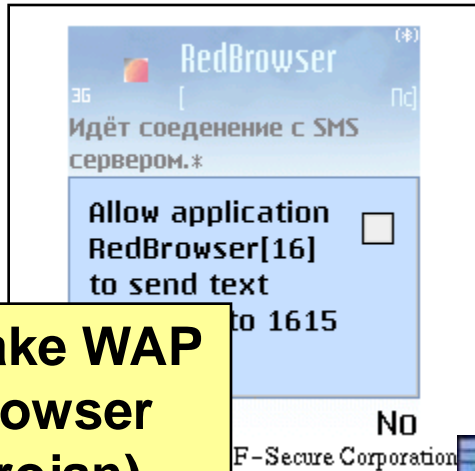 (*)
RedBrowser
3G [ Пс]
Идёт соеденение с SMS
сервером.*
Allow application
RedBrowser[16]
to send text
to 1615
ake WAP
owser
rojan)
No
F-Secure Corporation